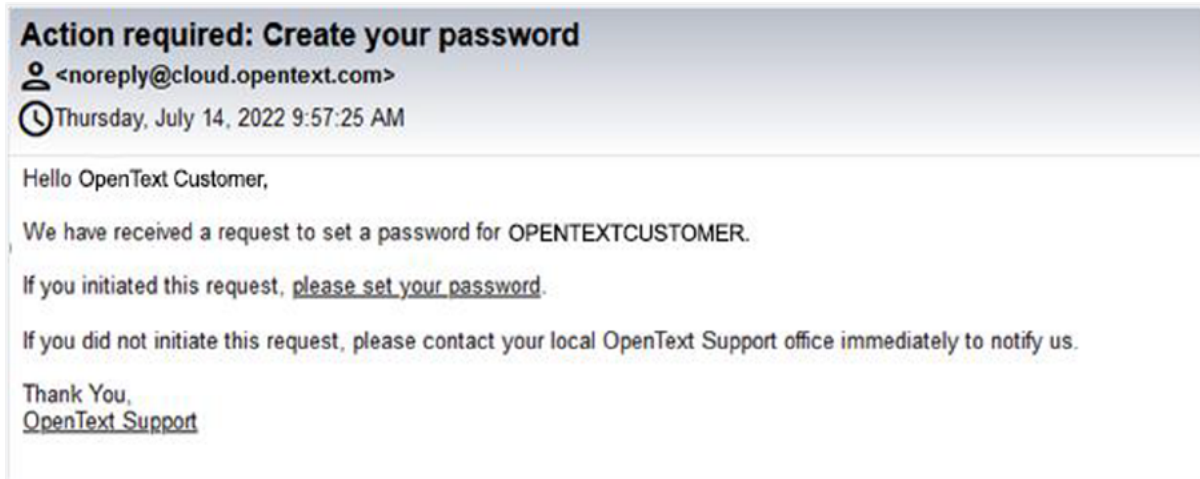 Action required: Create your password
<noreply@cloud.opentext.com>
Thursday, July 14, 2022 9:57:25 AM
Hello OpenText Customer,
We have received a request to set a password for OPENTEXTCUSTOMER.
If you initiated this request, please set your password.
If you did not initiate this request, please contact your local OpenText Support office immediately to notify us.
Thank You,
OpenText Support